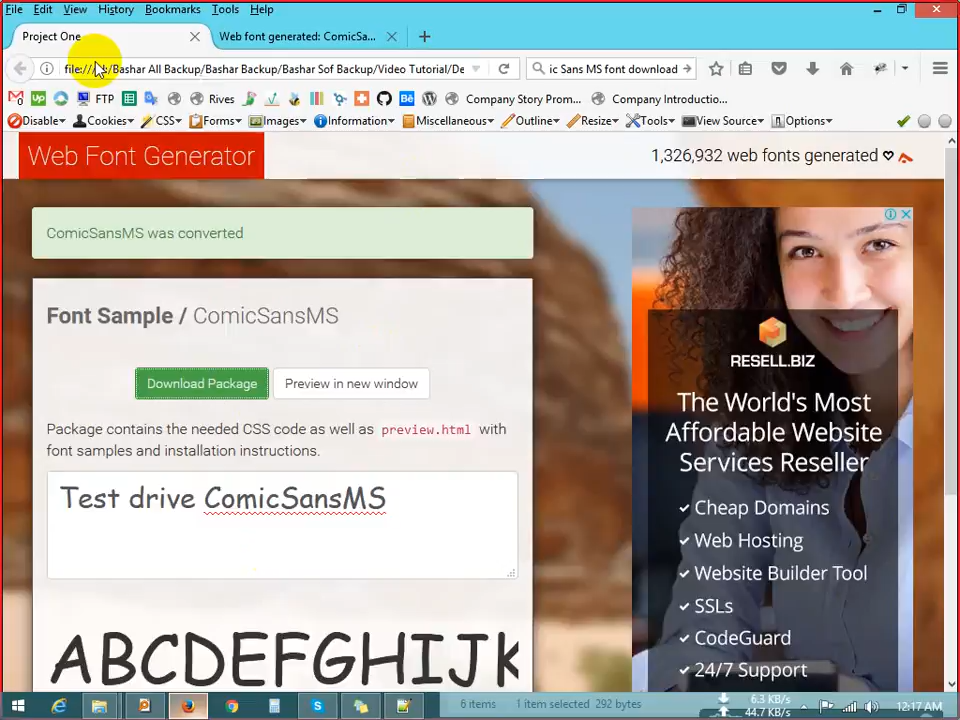 File Edit View History Bookmarks Tools Help
Project One Web font generated: ComicSa...
Bashar All Backup/Bashar Backup/Bashar Sof Backup/Video Tutorial/De ic Sans MS font download
FTP Rives Company Story Prom... Company Introductio...
Disable Cookies CSS Forms Images Information Miscellaneous Outline Resize Tools View Source Options
Web Font Generator
1,326,932 web fonts generated
ComicSansMS was converted
Font Sample / ComicSansMS
Download Package Preview in new window
Package contains the needed CSS code as well as preview.html with
font samples and installation instructions.
Test drive ComicSansMS
ABCDEFGHIJK
RESELL.BIZ
The World's Most
Affordable Website
Services Reseller
Cheap Domains
Web Hosting
Website Builder Tool
SSLs
CodeGuard
24/7 Support
6 items 1 item selected 292 bytes
6.3 KB/s
44.7 KB/s
12:17 AM